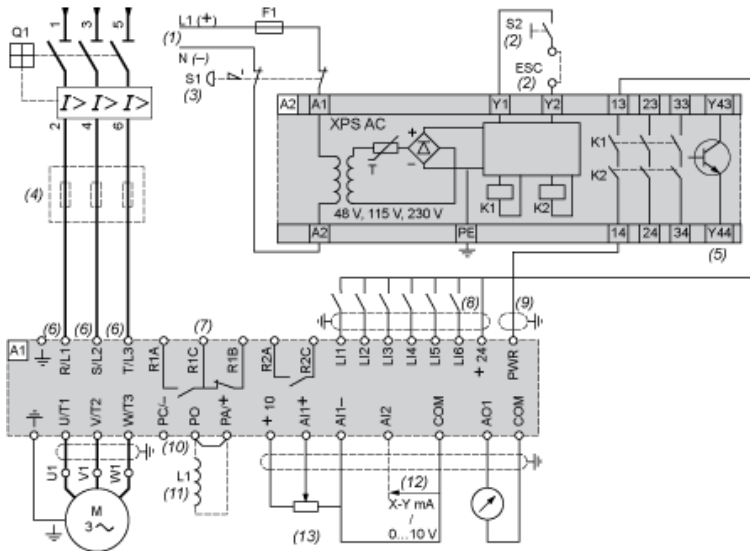 1 3 5
Q1
I> I> I>
2 4 6
(4)
L1 (+) F1
(1)
N (–)
S1
(3)
S2
(2)
ESC
(2)
A2 A1 Y1 Y2 13 23 33 Y43
XPS AC
+
T
–
K1
K2
K1 K2
48 V, 115 V, 230 V
A2 PE 14 24 34 Y44
(5)
(6) (6) (6) (7) (8) (9)
A1
R/L1 S/L2 T/L3 R1A R1C R1B R2A R2C LI1 LI2 LI3 LI4 LI5 LI6 + 24 PWR
U/T1 V/T2 W/T3 PC/– PO PA/+ + 10 AI1+ AI1– AI2 COM AO1 COM
(10)
U1 V1 W1
L1
(11)
(12)
X-Y mA
/
0...10 V
M
3
(13)